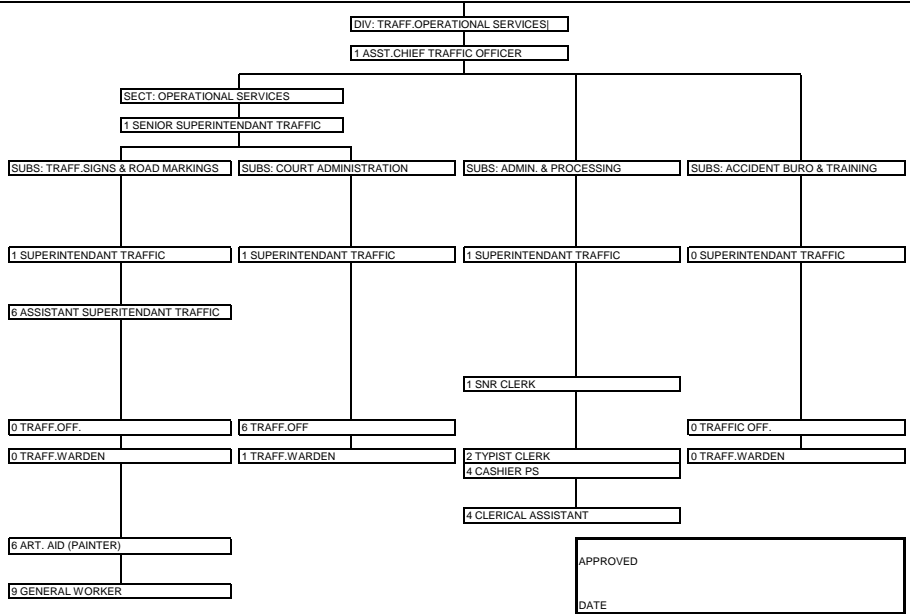 DIV: TRAFF.OPERATIONAL SERVICES|
1 ASST.CHIEF TRAFFIC OFFICER
SECT: OPERATIONAL SERVICES
1 SENIOR SUPERINTENDANT TRAFFIC
SUBS: TRAFF.SIGNS & ROAD MARKINGS
SUBS: COURT ADMINISTRATION
SUBS: ADMIN. & PROCESSING
SUBS: ACCIDENT BURO & TRAINING
1 SUPERINTENDANT TRAFFIC
1 SUPERINTENDANT TRAFFIC
1 SUPERINTENDANT TRAFFIC
0 SUPERINTENDANT TRAFFIC
6 ASSISTANT SUPERITENDANT TRAFFIC
1 SNR CLERK
0 TRAFF.OFF.
6 TRAFF.OFF
0 TRAFFIC OFF.
0 TRAFF.WARDEN
1 TRAFF.WARDEN
2 TYPIST CLERK
0 TRAFF.WARDEN
4 CASHIER PS
4 CLERICAL ASSISTANT
6 ART. AID (PAINTER)
APPROVED
9 GENERAL WORKER
DATE